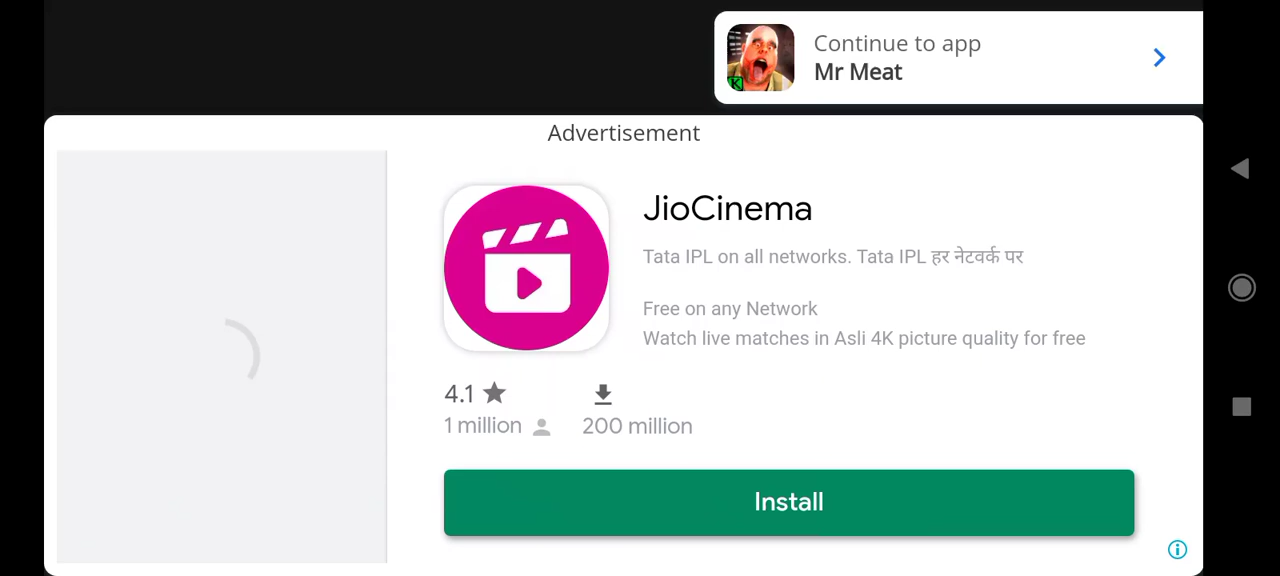 Continue to app
Mr Meat
Advertisement
JioCinema
Tata IPL on all networks. Tata IPL हर नेटवर्क पर
Free on any Network
Watch live matches in Asli 4K picture quality for free
4.1
1 million
200 million
Install
K